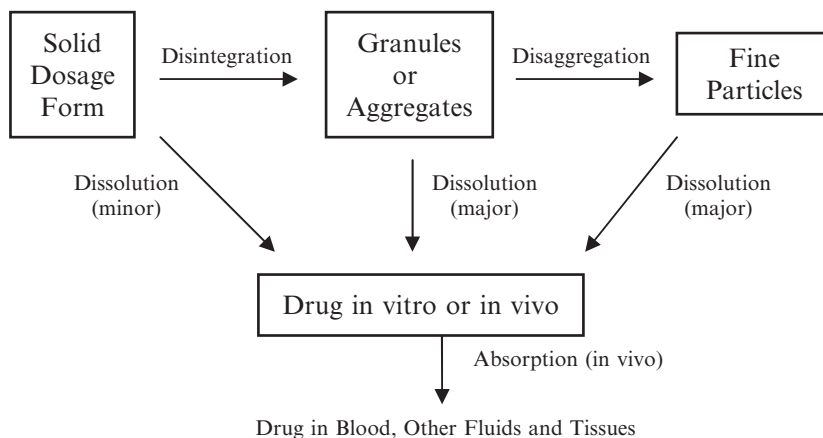 Solid
Dosage
Form
Disintegration
Granules
or
Aggregates
Disaggregation
Fine
Particles
Dissolution
(minor)
Dissolution
(major)
Dissolution
(major)
Drug in vitro or in vivo
Absorption (in vivo)
Drug in Blood, Other Fluids and Tissues